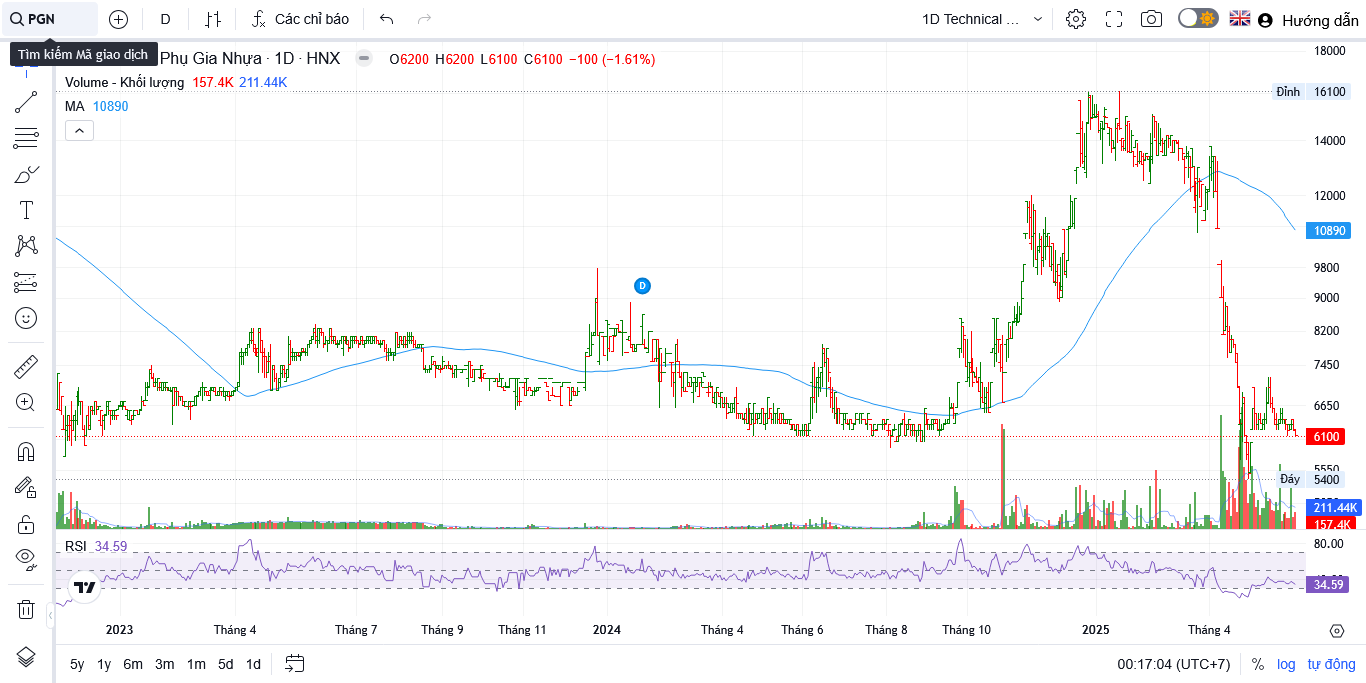 PGN
D
Các chỉ báo
1D Technical ...
Hướng dẫn
Tìm kiếm Mã giao dịch
Phụ Gia Nhựa · 1D · HNX
O6200 H6200 L6100 C6100 −100 (−1.61%)
Volume - Khối lượng 157.4K 211.44K
MA 10890
18000
Đỉnh 16100
14000
12000
10890
9800
D
9000
8200
7450
6650
6100
5550
Đáy 5400
211.44K
157.4K
RSI 34.59
80.00
34.59
2023
Tháng 4
Tháng 7
Tháng 9
Tháng 11
2024
Tháng 4
Tháng 6
Tháng 8
Tháng 10
2025
Tháng 4
5y 1y 6m 3m 1m 5d 1d
00:17:04 (UTC+7)
% log tự động